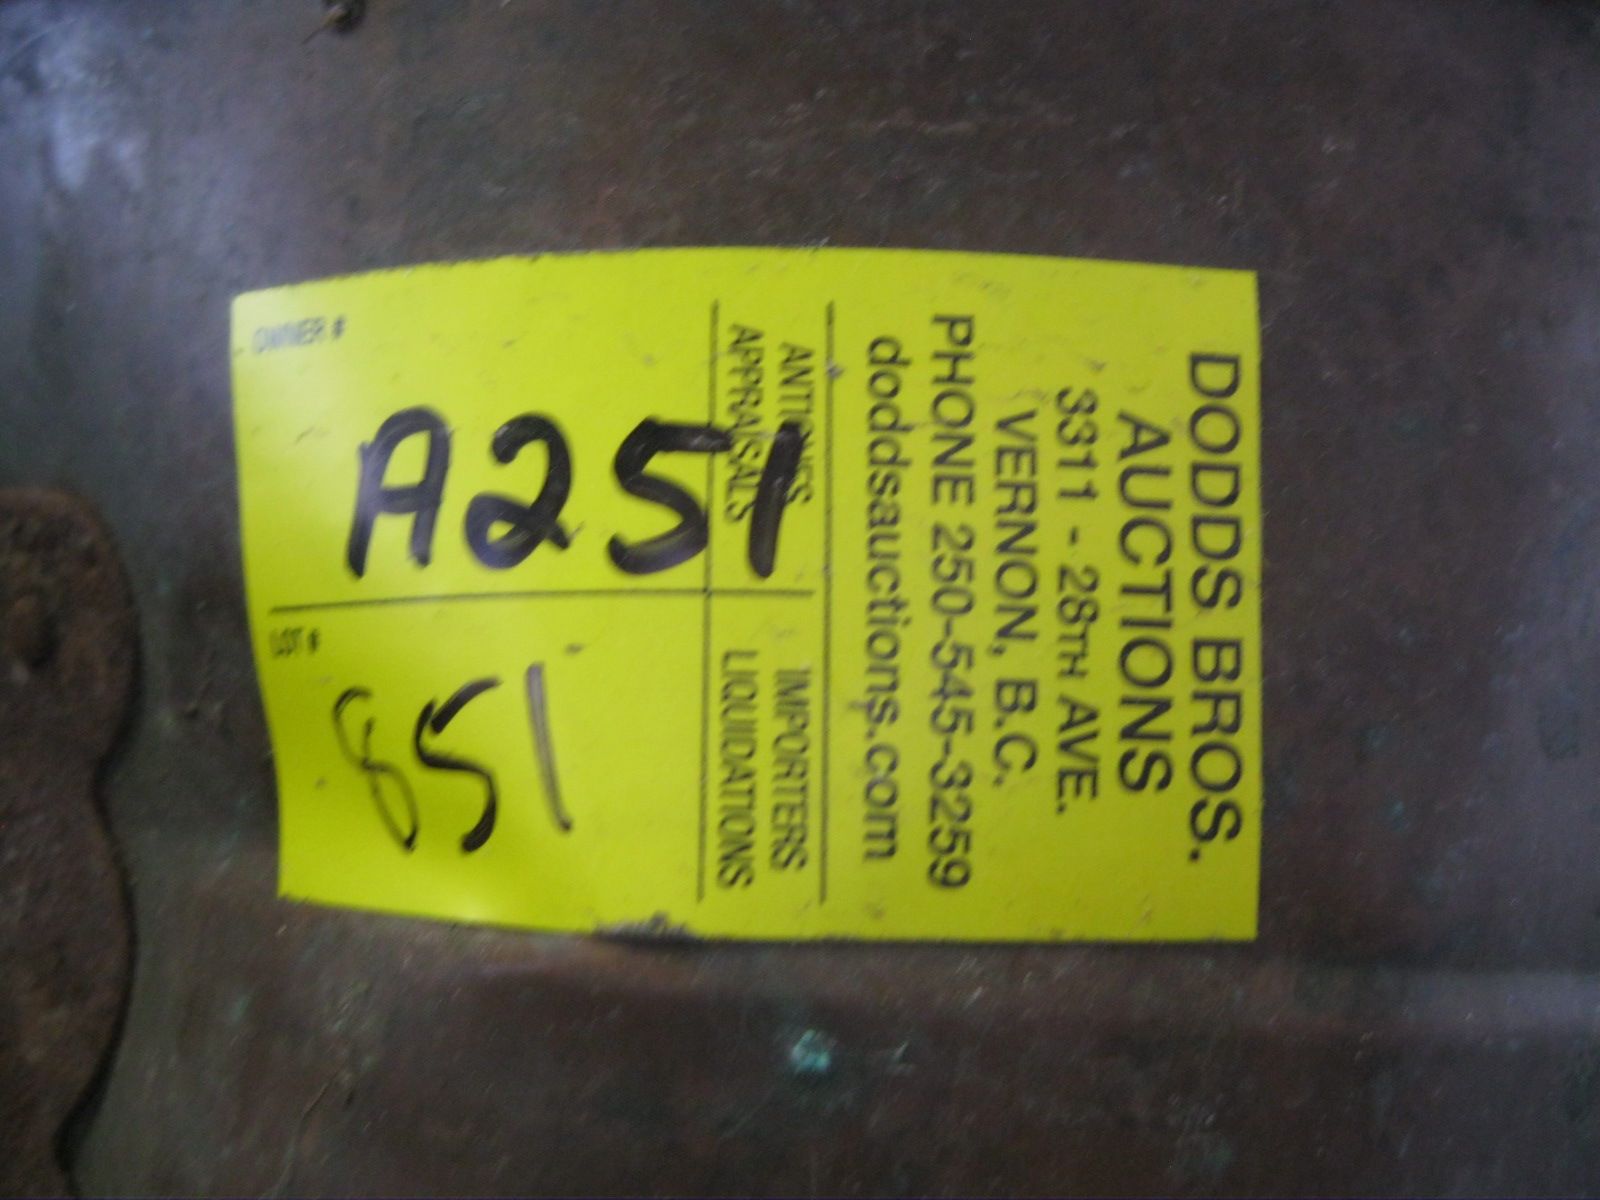 DODDS BROS.
AUCTIONS
3311 - 28TH AVE.
VERNON, B.C.
PHONE 250-545-3259
doddsauctions.com
ANTIQUES IMPORTERS
APPRAISALS LIQUIDATIONS
OWNER # LOT #
A251
851